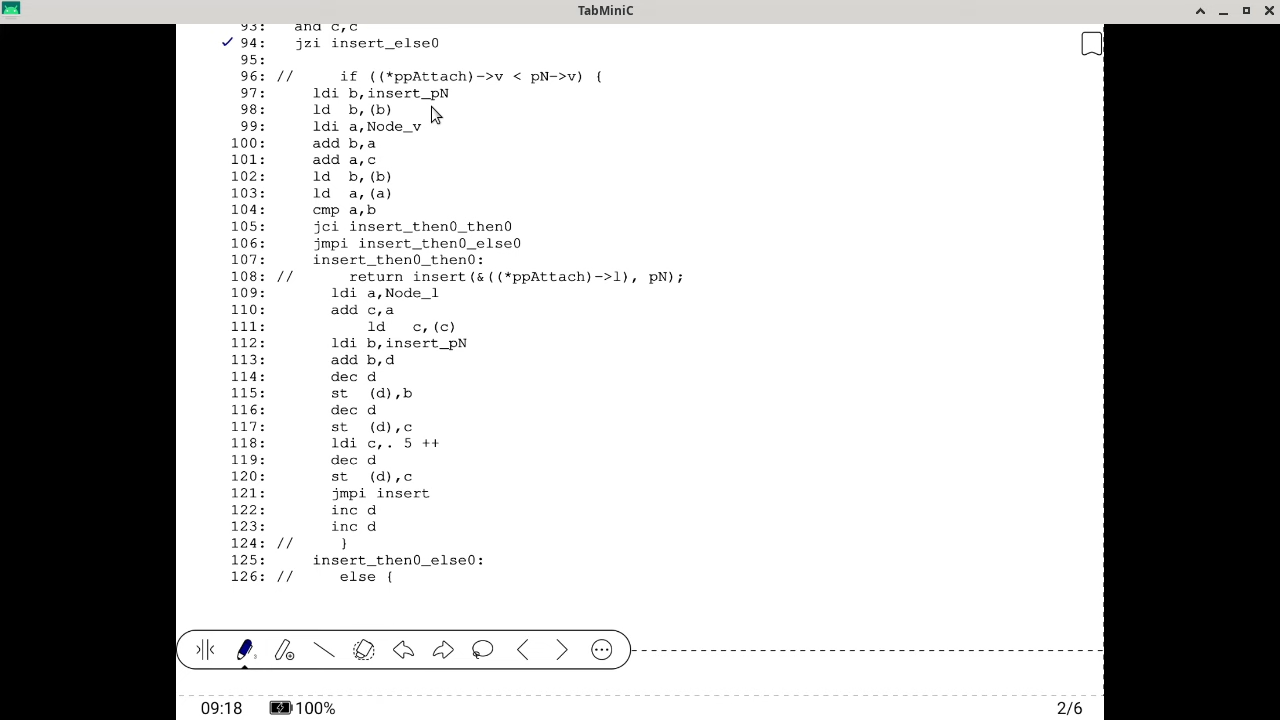 TabMiniC
93: and c,c
✓ 94: jzi insert_else0
95:
96: // if ((*ppAttach)->v < pN->v) {
97: ldi b,insert_pN
98: ld b,(b)
99: ldi a,Node_v
100: add b,a
101: add a,c
102: ld b,(b)
103: ld a,(a)
104: cmp a,b
105: jci insert_then0_then0
106: jmpi insert_then0_else0
107: insert_then0_then0:
108: // return insert(&((*ppAttach)->l), pN);
109: ldi a,Node_l
110: add c,a
111: ld c,(c)
112: ldi b,insert_pN
113: add b,d
114: dec d
115: st (d),b
116: dec d
117: st (d),c
118: ldi c,. 5 ++
119: dec d
120: st (d),c
121: jmpi insert
122: inc d
123: inc d
124: // }
125: insert_then0_else0:
126: // else {
09:18 100% 2/6